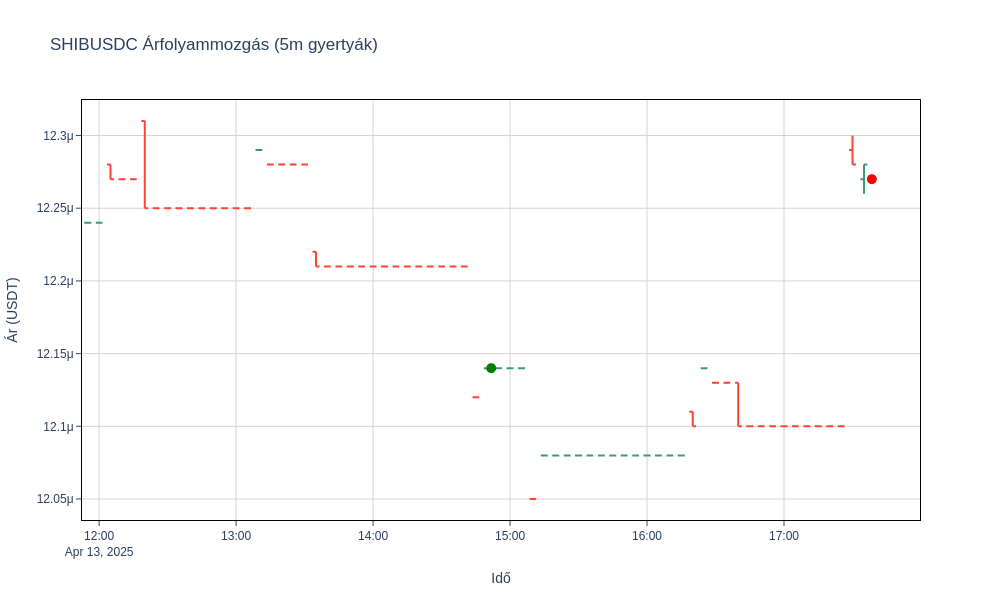 SHIBUSDC Árfolyammozgás (5m gyertyák)
12.3μ
12.25μ
12.2μ
12.15μ
12.1μ
12.05μ
Ár (USDT)
12:00
13:00
14:00
15:00
16:00
17:00
Apr 13, 2025
Idő